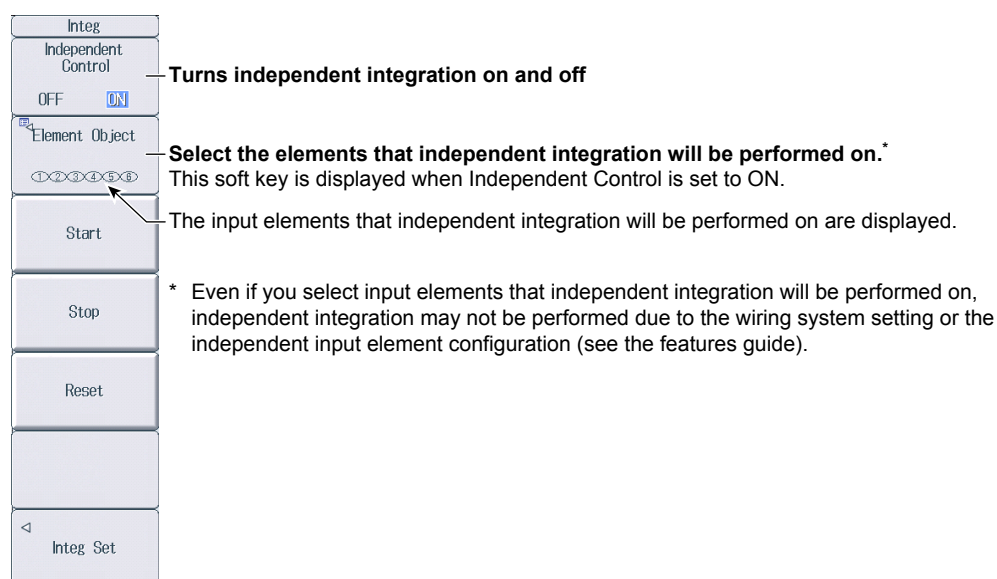 Integ
Independent
Control
OFF ON
Turns independent integration on and off
Element Object
①②③④⑤⑥
Select the elements that independent integration will be performed on.*
This soft key is displayed when Independent Control is set to ON.
The input elements that independent integration will be performed on are displayed.
Start
* Even if you select input elements that independent integration will be performed on,
independent integration may not be performed due to the wiring system setting or the
independent input element configuration (see the features guide).
Stop
Reset
Integ Set